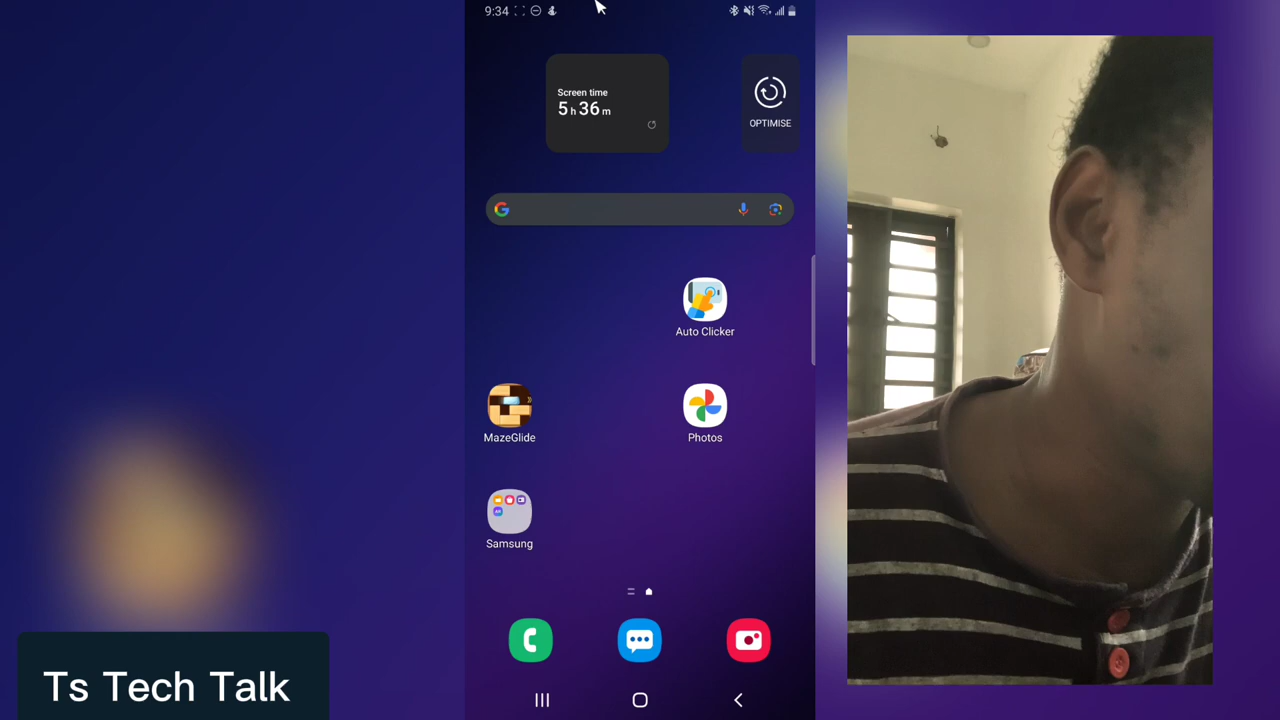 9:34
Screen time
5 h 36 m
OPTIMISE
Auto Clicker
MazeGlide
Photos
Samsung
Ts Tech Talk